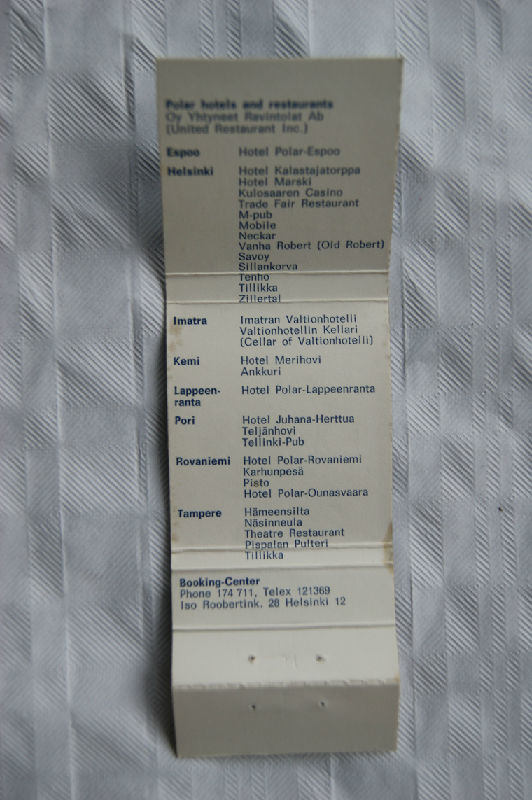 Polar hotels and restaurants
Oy Yhtyneet Ravintolat Ab
(United Restaurant Inc.)
Espoo Hotel Polar-Espoo
Helsinki Hotel Kalastajatorppa
Hotel Marski
Kulosaaren Casino
Trade Fair Restaurant
M-pub
Mobile
Neckar
Vanha Robert (Old Robert)
Savoy
Siltankorva
Tenho
Tillikka
Zillertal
Imatra Imatran Valtionhotelli
Valtionhotellin Kellari
(Cellar of Valtionhotelli)
Kemi Hotel Merihovi
Ankkuri
Lappeen- Hotel Polar-Lappeenranta
ranta
Pori Hotel Juhana-Herttua
Teljänhovi
Tellinki-Pub
Rovaniemi Hotel Polar-Rovaniemi
Karhunpesä
Pisto
Hotel Polar-Ounasvaara
Tampere Hämeensilta
Näsinneula
Theatre Restaurant
Pispalan Pulteri
Tillikka
Booking-Center
Phone 174 711, Telex 121369
Iso Roobertink. 28 Helsinki 12